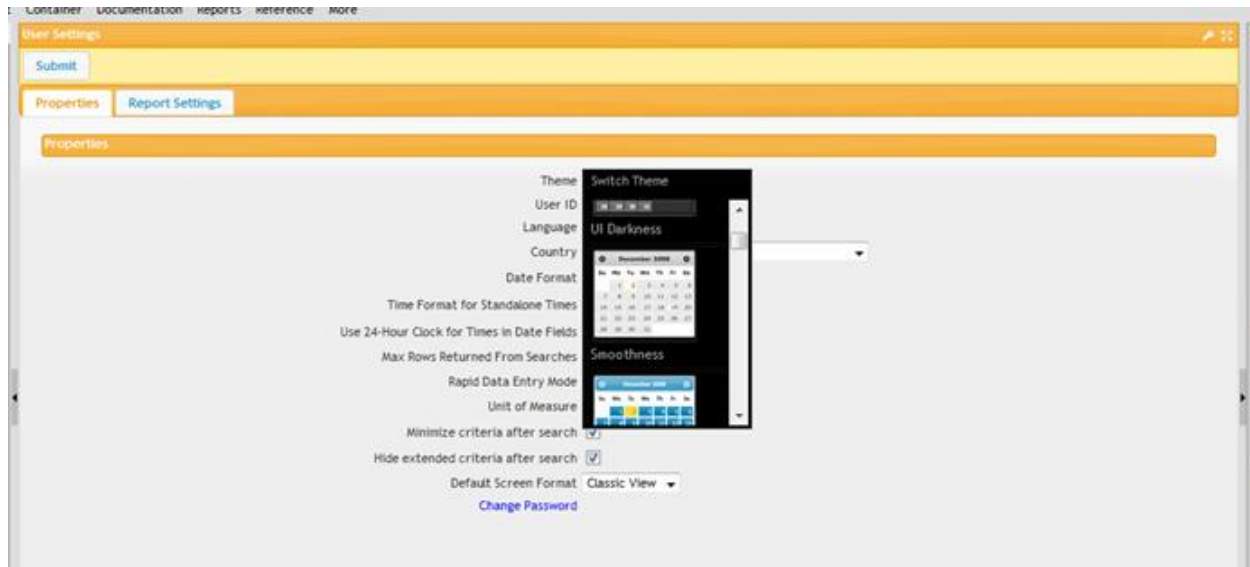 Container Documentation Reports Reference More
User Settings
Submit
Properties Report Settings
Properties
Theme Switch Theme
User ID
Language UI Darkness
Country
December 2008
Date Format
Time Format for Standalone Times
Use 24-Hour Clock for Times in Date Fields
Max Rows Returned From Searches Smoothness
Rapid Data Entry Mode
Unit of Measure
Minimize criteria after search
Hide extended criteria after search
Default Screen Format Classic View
Change Password